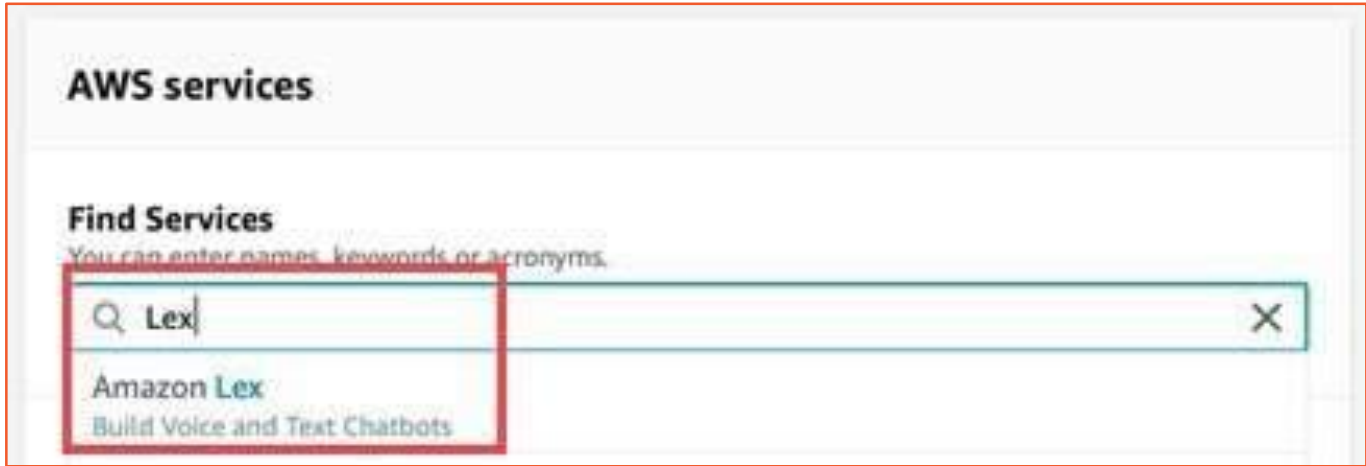 AWS services
Find Services
You can enter names, keywords or acronyms.
Lex
Amazon Lex
Build Voice and Text Chatbots